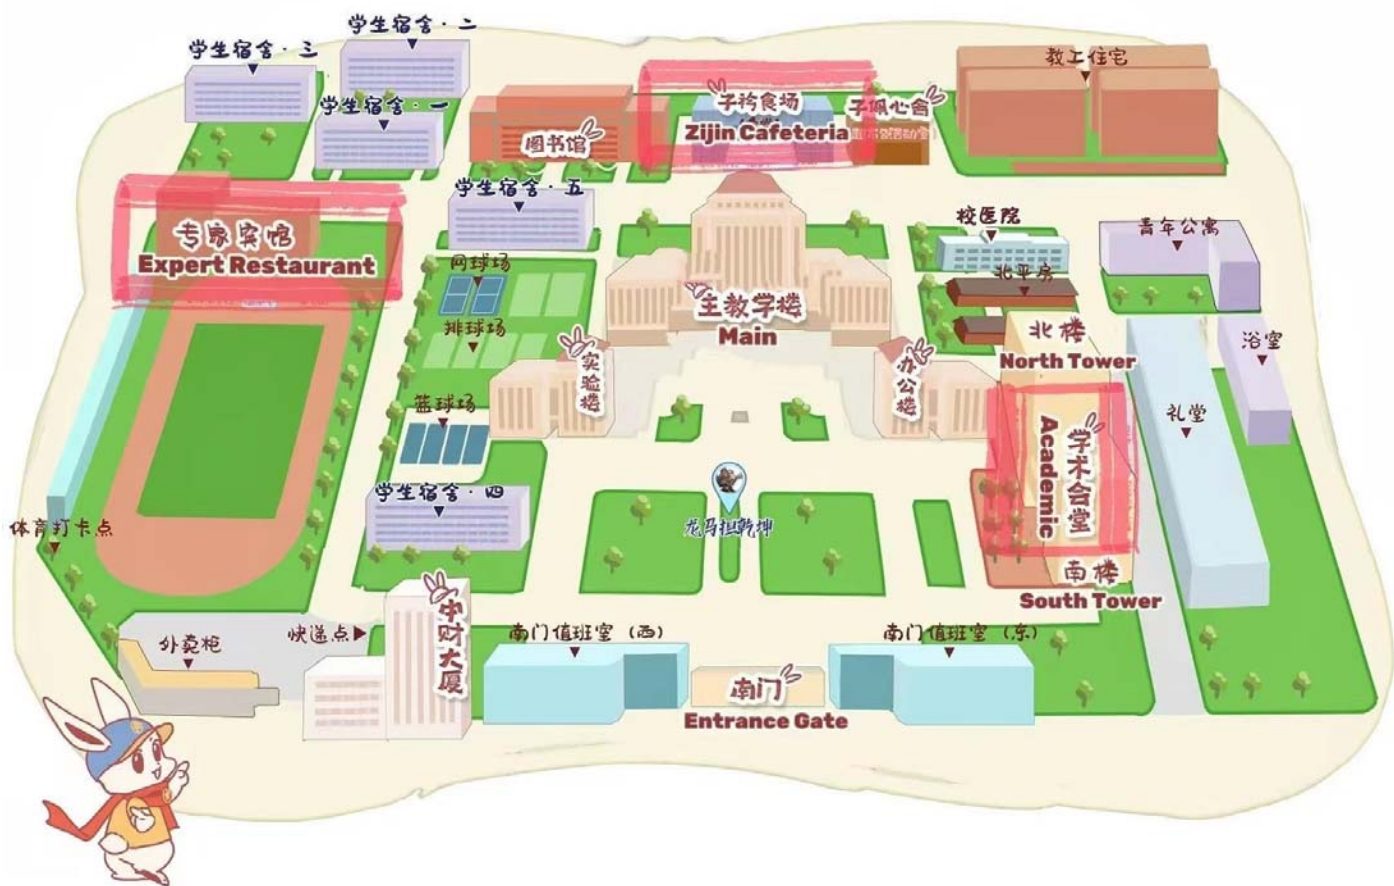 学生宿舍·二
学生宿舍·三
学生宿舍·一
教工住宅
子衿食场
Zijin Cafeteria
子佩心舍
图书馆
学生宿舍·五
专家宾馆
Expert Restaurant
校医院
青年公寓
网球场
北平房
主教学楼
Main
排球场
北楼
North Tower
浴室
实验楼
办公楼
篮球场
礼堂
学术会堂
Academic
学生宿舍·四
龙马担乾坤
体育打卡点
南楼
South Tower
中财大厦
外卖柜
快递点
南门值班室（西）
南门值班室（东）
南门
Entrance Gate